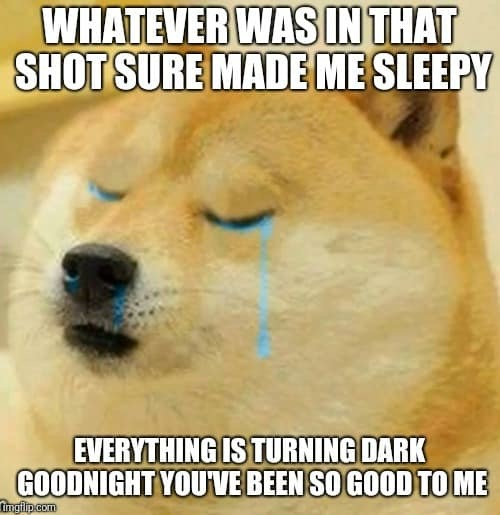 WHATEVER WAS IN THAT
SHOT SURE MADE ME SLEEPY
EVERYTHING IS TURNING DARK
GOODNIGHT YOU'VE BEEN SO GOOD TO ME
imgflip.com